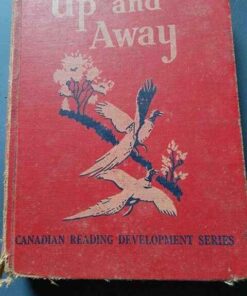 Up and
Away
CANADIAN READING DEVELOPMENT SERIES